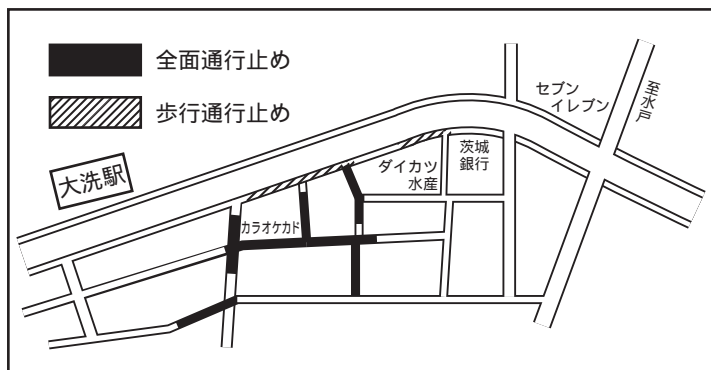 全面通行止め
歩行通行止め
大洗駅
カラオケカド
ダイカツ
水産
茨城
銀行
セブン
イレブン
至水戸